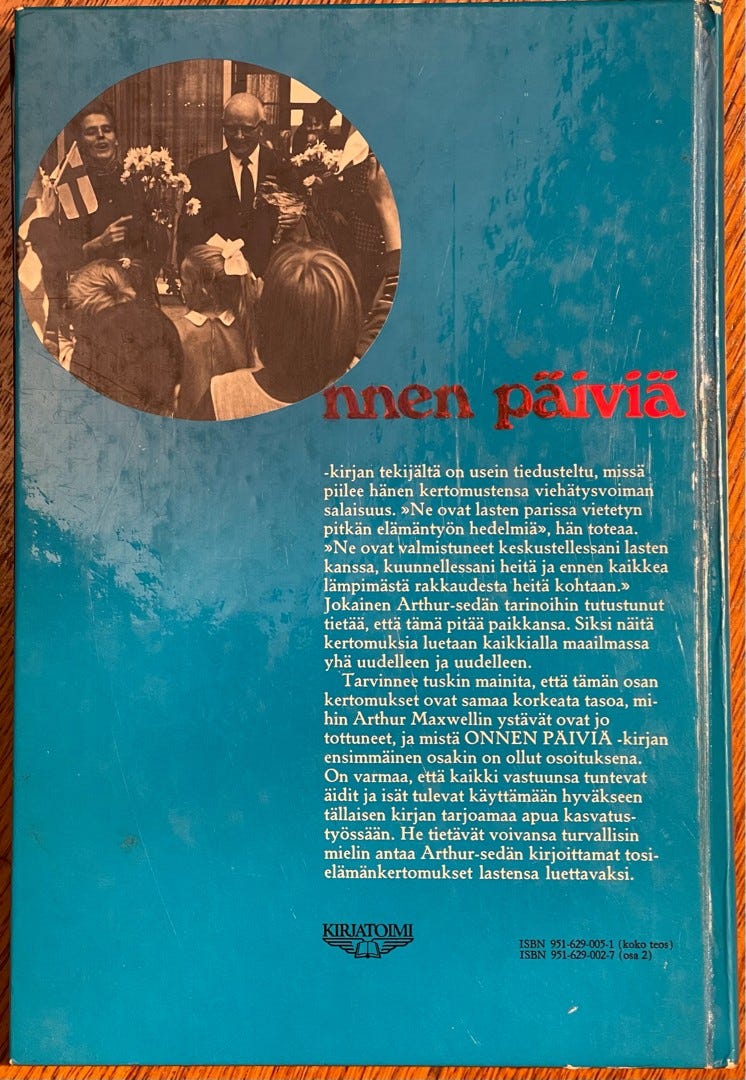 nnen päiviä
-kirjan tekijältä on usein tiedusteltu, missä
piilee hänen kertomustensa viehätysvoiman
salaisuus. »Ne ovat lasten parissa vietetyn
pitkän elämäntyön hedelmiä», hän toteaa.
»Ne ovat valmistuneet keskustellessani lasten
kanssa, kuunnellessani heitä ja ennen kaikkea
lämpimästä rakkaudesta heitä kohtaan.»
Jokainen Arthur-sedän tarinoihin tutustunut
tietää, että tämä pitää paikkansa. Siksi näitä
kertomuksia luetaan kaikkialla maailmassa
yhä uudelleen ja uudelleen.
Tarvinnee tuskin mainita, että tämän osan
kertomukset ovat samaa korkeata tasoa, mi-
hin Arthur Maxwellin ystävät ovat jo
tottuneet, ja mistä ONNEN PÄIVIÄ -kirjan
ensimmäinen osakin on ollut osoituksena.
On varmaa, että kaikki vastuunsa tuntevat
äidit ja isät tulevat käyttämään hyväkseen
tällaisen kirjan tarjoamaa apua kasvatus-
työssään. He tietävät voivansa turvallisin
mielin antaa Arthur-sedän kirjoittamat tosi-
elämänkertomukset lastensa luettavaksi.
KIRJATOIMI
ISBN 951-629-005-1 (koko teos)
ISBN 951-629-002-7 (osa 2)